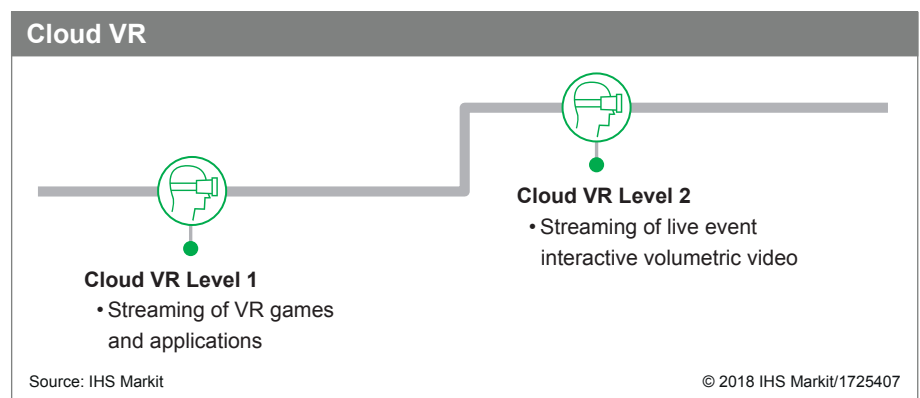 Cloud VR
Cloud VR Level 1
• Streaming of VR games
and applications
Cloud VR Level 2
• Streaming of live event
interactive volumetric video
Source: IHS Markit
© 2018 IHS Markit/1725407